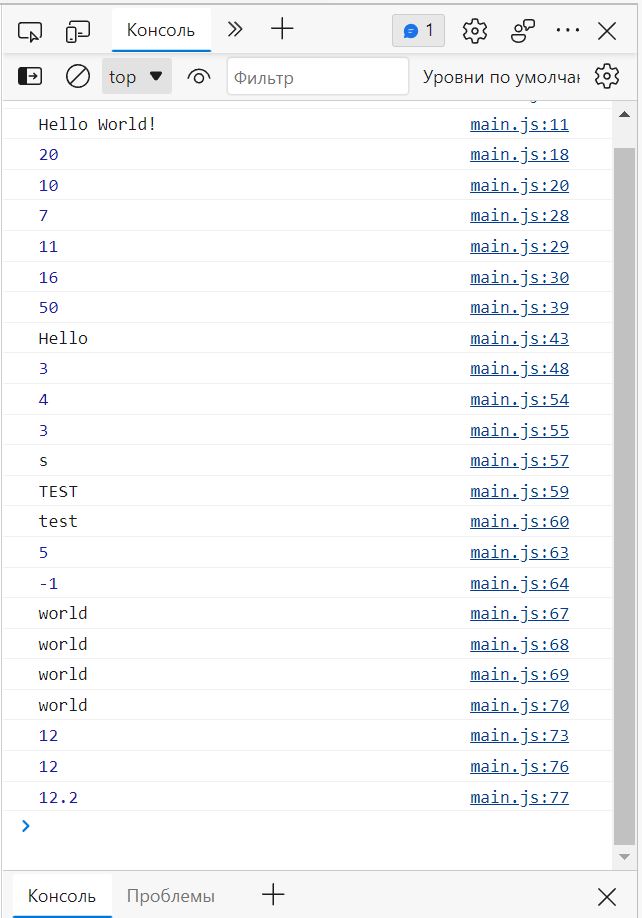 Консоль
1
top
Фильтр
Уровни по умолчан
Hello World! main.js:11
20 main.js:18
10 main.js:20
7 main.js:28
11 main.js:29
16 main.js:30
50 main.js:39
Hello main.js:43
3 main.js:48
4 main.js:54
3 main.js:55
s main.js:57
TEST main.js:59
test main.js:60
5 main.js:63
-1 main.js:64
world main.js:67
world main.js:68
world main.js:69
world main.js:70
12 main.js:73
12 main.js:76
12.2 main.js:77
Консоль Проблемы